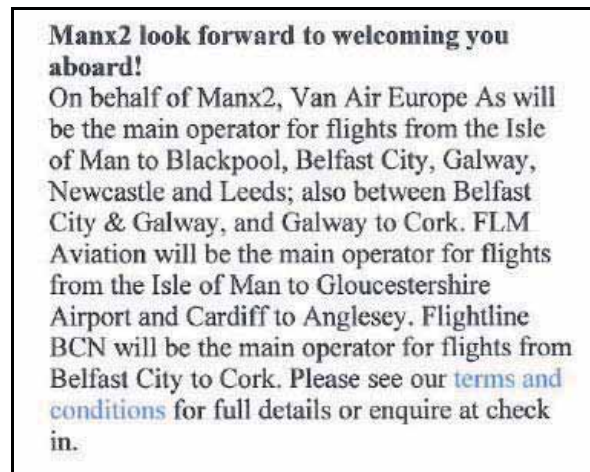 Manx2 look forward to welcoming you
aboard!
On behalf of Manx2, Van Air Europe As will
be the main operator for flights from the Isle
of Man to Blackpool, Belfast City, Galway,
Newcastle and Leeds; also between Belfast
City & Galway, and Galway to Cork. FLM
Aviation will be the main operator for flights
from the Isle of Man to Gloucestershire
Airport and Cardiff to Anglesey. Flightline
BCN will be the main operator for flights from
Belfast City to Cork. Please see our terms and
conditions for full details or enquire at check
in.